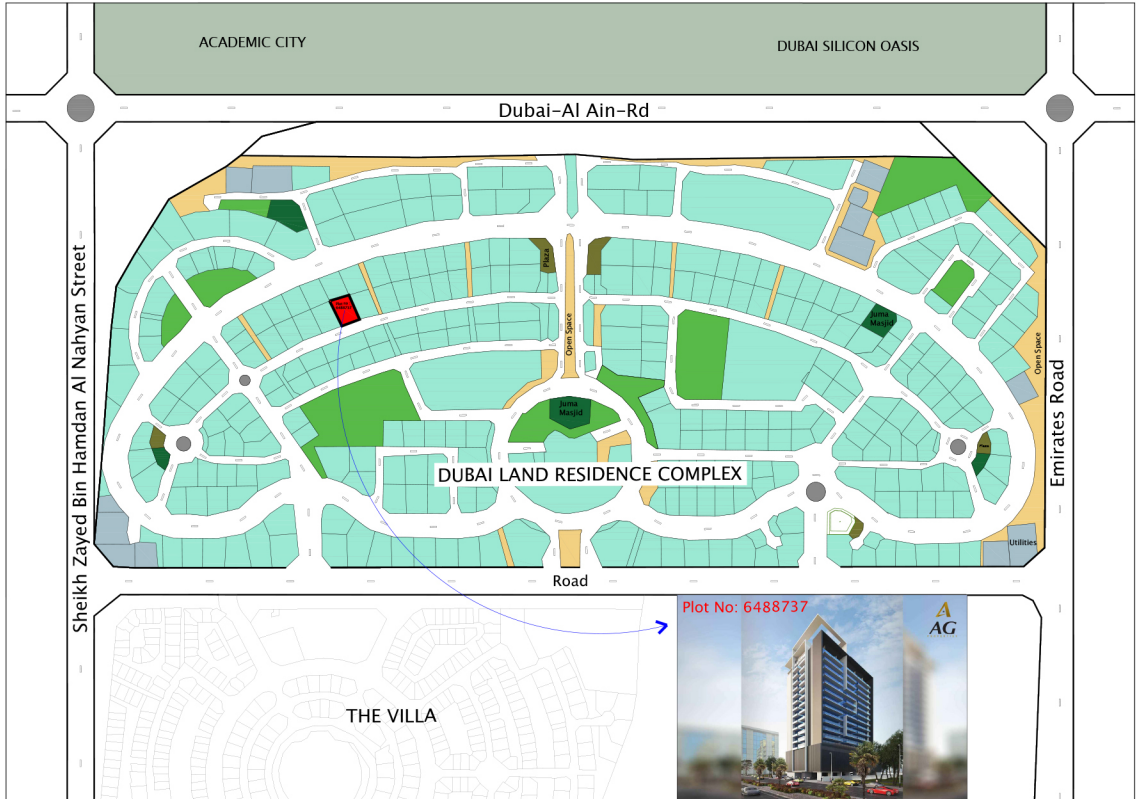 ACADEMIC CITY
DUBAI SILICON OASIS
Dubai-Al Ain-Rd
Sheikh Zayed Bin Hamdan Al Nahyan Street
Plaza
Open Space
Juma
Masjid
Open Space
Emirates Road
Juma
Masjid
DUBAI LAND RESIDENCE COMPLEX
Utilities
Road
Plot No: 6488737
AG
THE VILLA